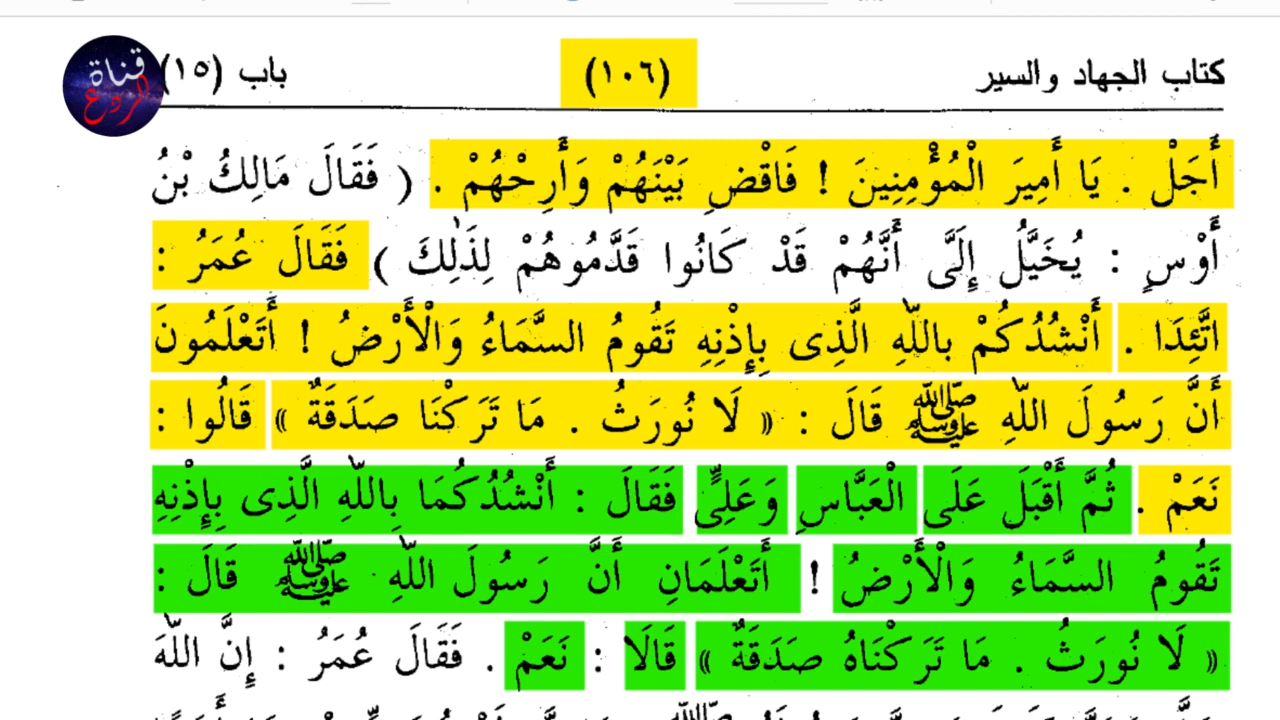 كتاب الجهاد والسير (١٠٦) باب (١٥)
قناة
الردع
أَجَلْ . يَا أَمِيرَ الْمُؤْمِنِينَ ! فَاقْضِ بَيْنَهُمْ وَأَرِحْهُمْ . ( فَقَالَ مَالِكُ بْنُ
أَوْسٍ : يُخَيَّلُ إِلَىَّ أَنَّهُمْ قَدْ كَانُوا قَدَّمُوهُمْ لِذَٰلِكَ ) فَقَالَ عُمَرُ :
اتَّئِدَا . أَنْشُدُكُمْ بِاللّٰهِ الَّذِى بِإِذْنِهِ تَقُومُ السَّمَاءُ وَالْأَرْضُ ! أَتَعْلَمُونَ
أَنَّ رَسُولَ اللّٰهِ ﷺ قَالَ : « لَا نُورَثُ . مَا تَرَكْنَا صَدَقَةٌ » قَالُوا :
نَعَمْ . ثُمَّ أَقْبَلَ عَلَى الْعَبَّاسِ وَعَلِىٍّ فَقَالَ : أَنْشُدُكُمَا بِاللّٰهِ الَّذِى بِإِذْنِهِ
تَقُومُ السَّمَاءُ وَالْأَرْضُ ! أَتَعْلَمَانِ أَنَّ رَسُولَ اللّٰهِ ﷺ قَالَ :
« لَا نُورَثُ . مَا تَرَكْنَاهُ صَدَقَةٌ » قَالَا : نَعَمْ . فَقَالَ عُمَرُ : إِنَّ اللّٰهَ